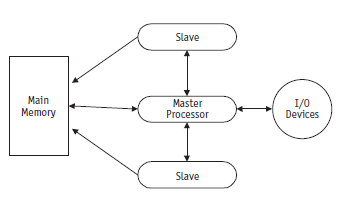 Slave
Main
Memory
Master
Processor
I/O
Devices
Slave